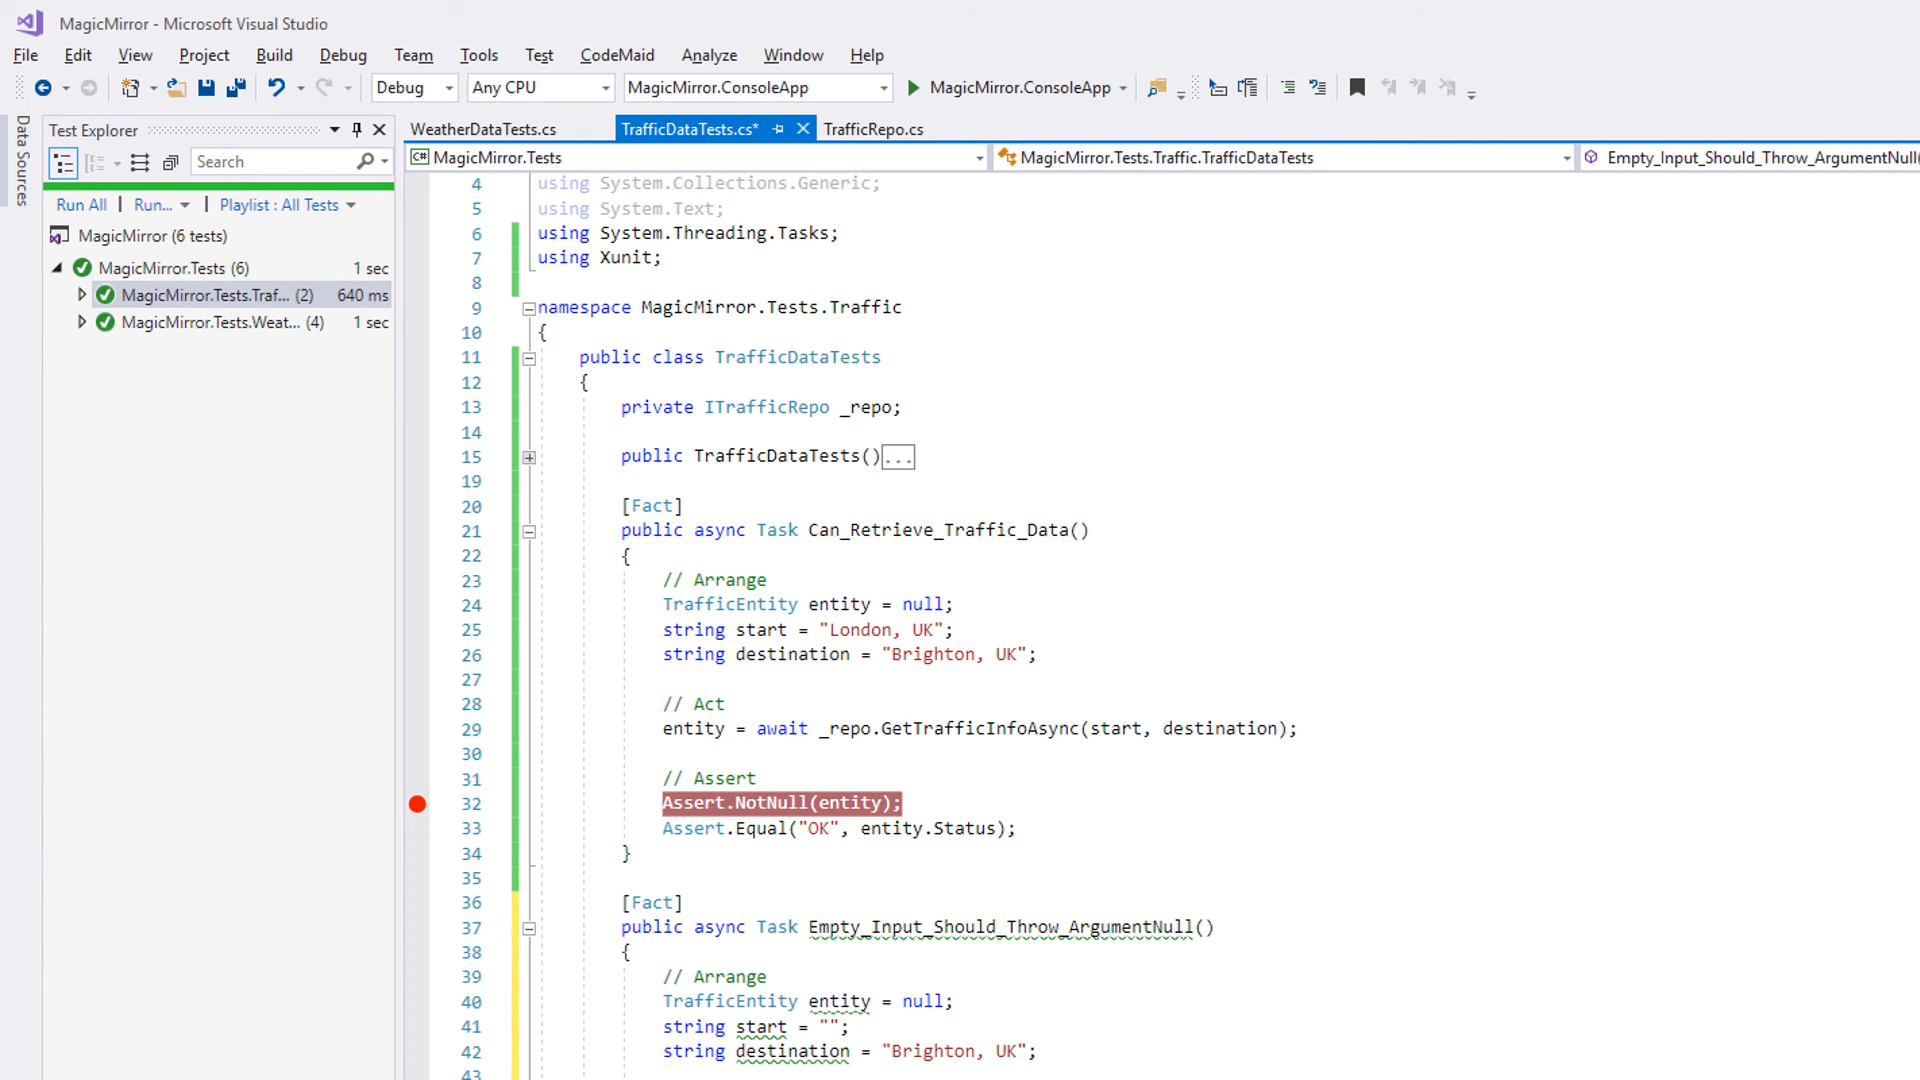 MagicMirror - Microsoft Visual Studio
File Edit View Project Build Debug Team Tools Test CodeMaid Analyze Window Help
Debug Any CPU MagicMirror.ConsoleApp MagicMirror.ConsoleApp
Data Sources
Test Explorer
Search
Run All | Run... | Playlist : All Tests
MagicMirror (6 tests)
MagicMirror.Tests (6) 1 sec
MagicMirror.Tests.Traf... (2) 640 ms
MagicMirror.Tests.Weat... (4) 1 sec
WeatherDataTests.cs TrafficDataTests.cs* TrafficRepo.cs
C# MagicMirror.Tests MagicMirror.Tests.Traffic.TrafficDataTests Empty_Input_Should_Throw_ArgumentNull(
4 using System.Collections.Generic;
5 using System.Text;
6 using System.Threading.Tasks;
7 using Xunit;
8
9 namespace MagicMirror.Tests.Traffic
10 {
11 public class TrafficDataTests
12 {
13 private ITrafficRepo _repo;
14
15 public TrafficDataTests()...
19
20 [Fact]
21 public async Task Can_Retrieve_Traffic_Data()
22 {
23 // Arrange
24 TrafficEntity entity = null;
25 string start = "London, UK";
26 string destination = "Brighton, UK";
27
28 // Act
29 entity = await _repo.GetTrafficInfoAsync(start, destination);
30
31 // Assert
32 Assert.NotNull(entity);
33 Assert.Equal("OK", entity.Status);
34 }
35
36 [Fact]
37 public async Task Empty_Input_Should_Throw_ArgumentNull()
38 {
39 // Arrange
40 TrafficEntity entity = null;
41 string start = "";
42 string destination = "Brighton, UK";
43